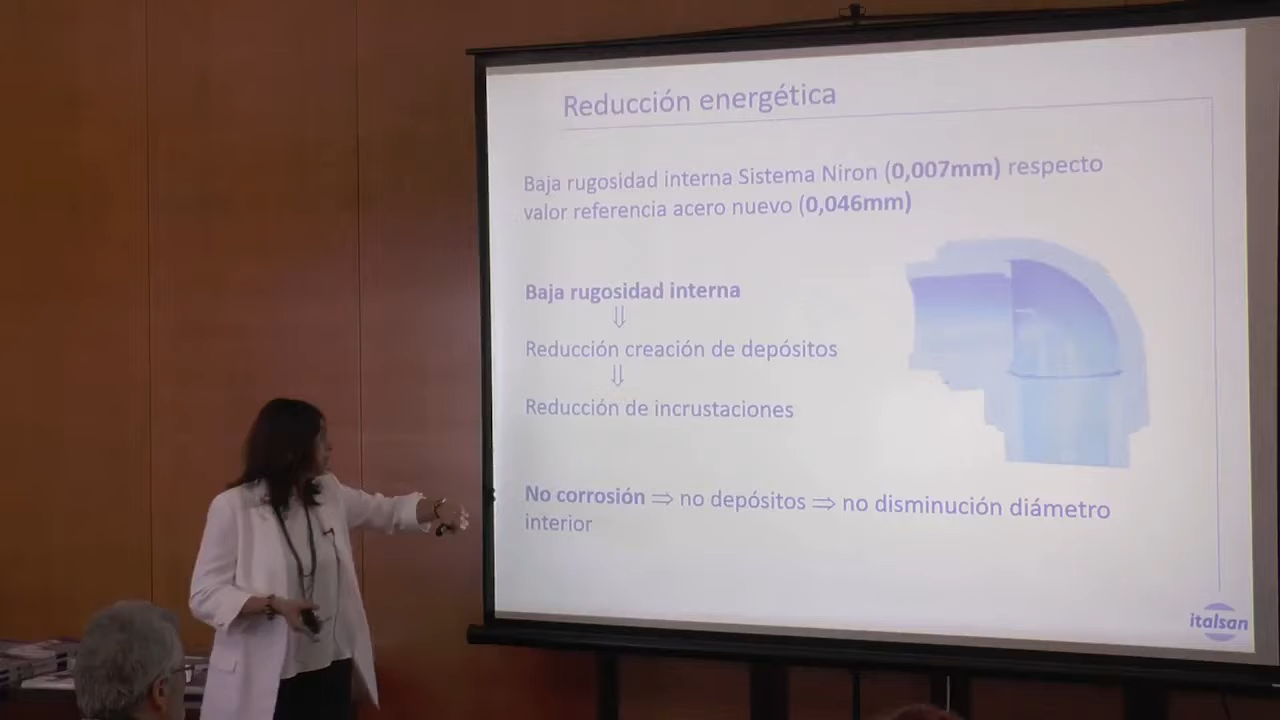 Reducción energética
Baja rugosidad interna Sistema Niron (0,007mm) respecto
valor referencia acero nuevo (0,046mm)
Baja rugosidad interna
⇓
Reducción creación de depósitos
⇓
Reducción de incrustaciones
No corrosión ⇒ no depósitos ⇒ no disminución diámetro
interior
italsan